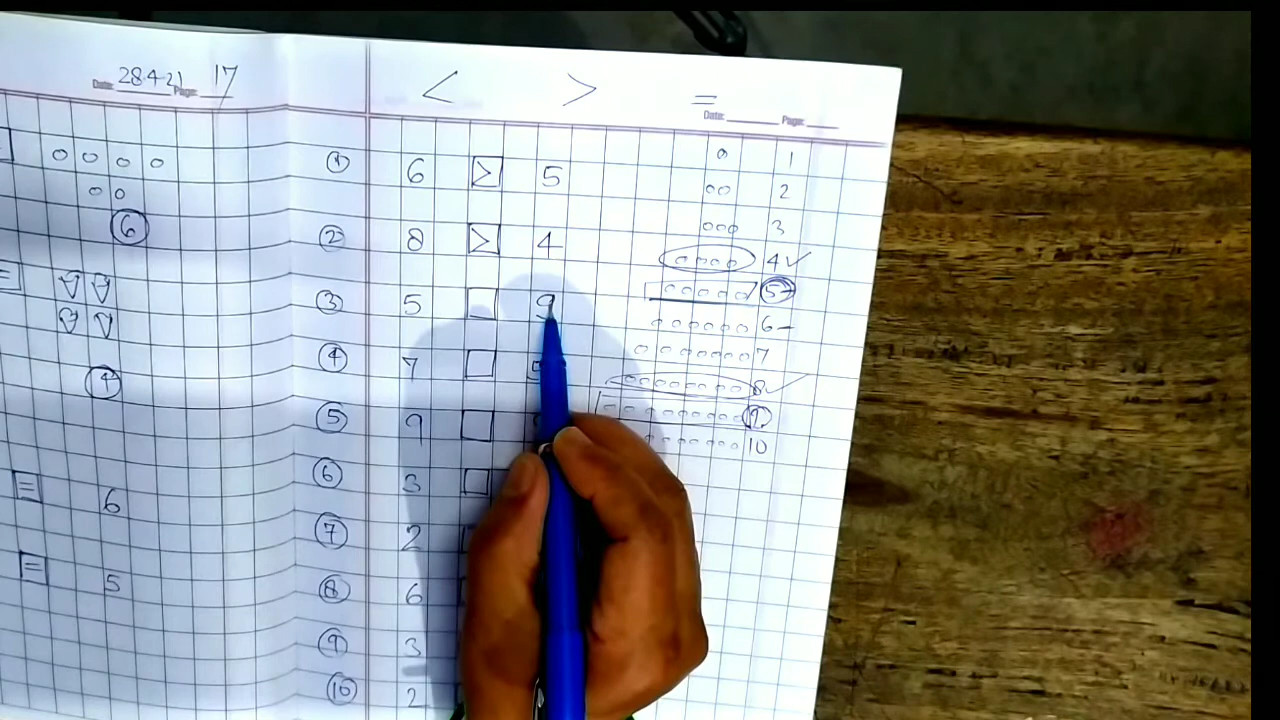 Date: 28-4-21 Page: 17
6
4
= 6
= 5
< > =
Date: Page:
1 6 > 5
2 8 > 4
3 5 □ 9
4 7 □
5 9 □
6 3 □
7 2
8 6
9 3
10 2
1
2
3
4 ✓
5 –
6 –
7
8 ✓
9
10